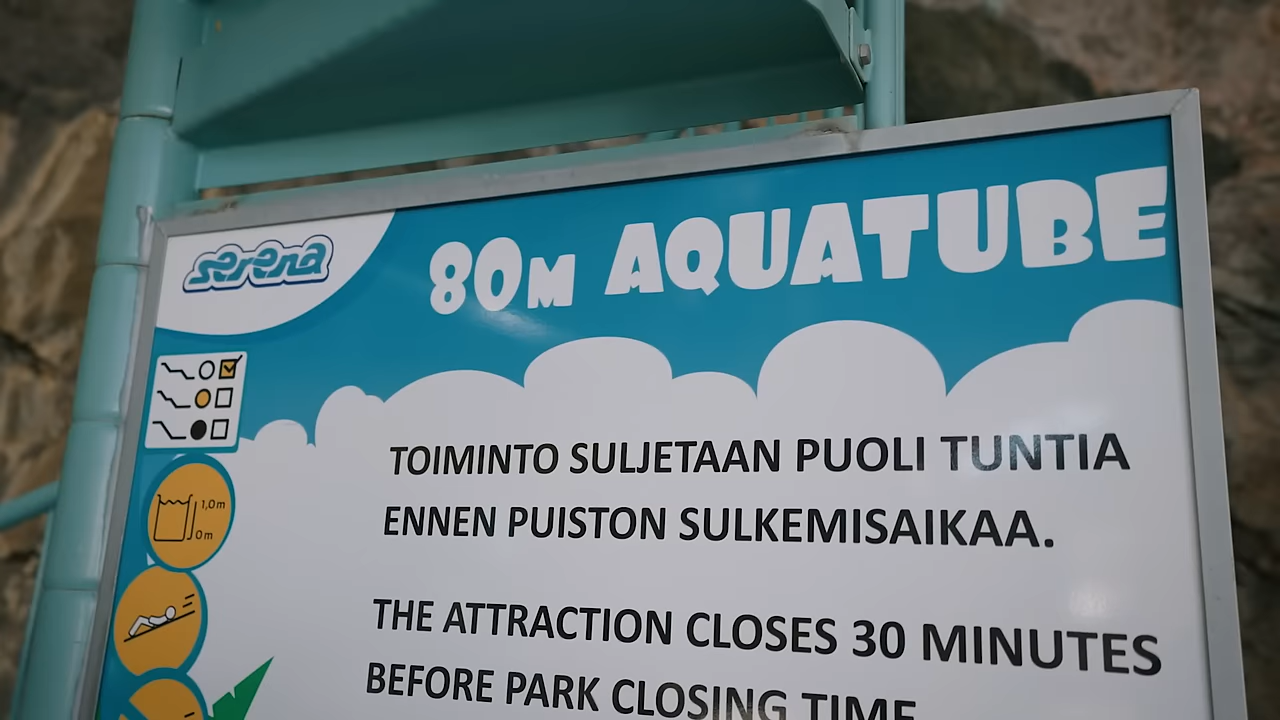 serena
80M AQUATUBE
1,0m
0m
TOIMINTO SULJETAAN PUOLI TUNTIA
ENNEN PUISTON SULKEMISAIKAA.
THE ATTRACTION CLOSES 30 MINUTES
BEFORE PARK CLOSING TIME